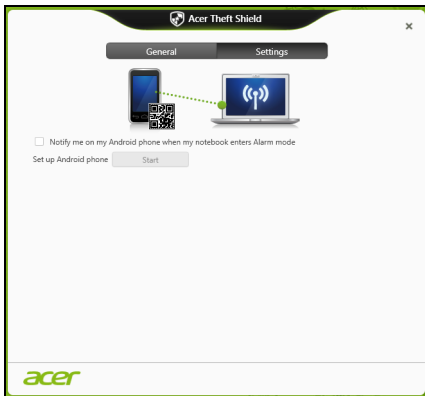 Acer Theft Shield
General Settings
Notify me on my Android phone when my notebook enters Alarm mode
Set up Android phone Start
acer